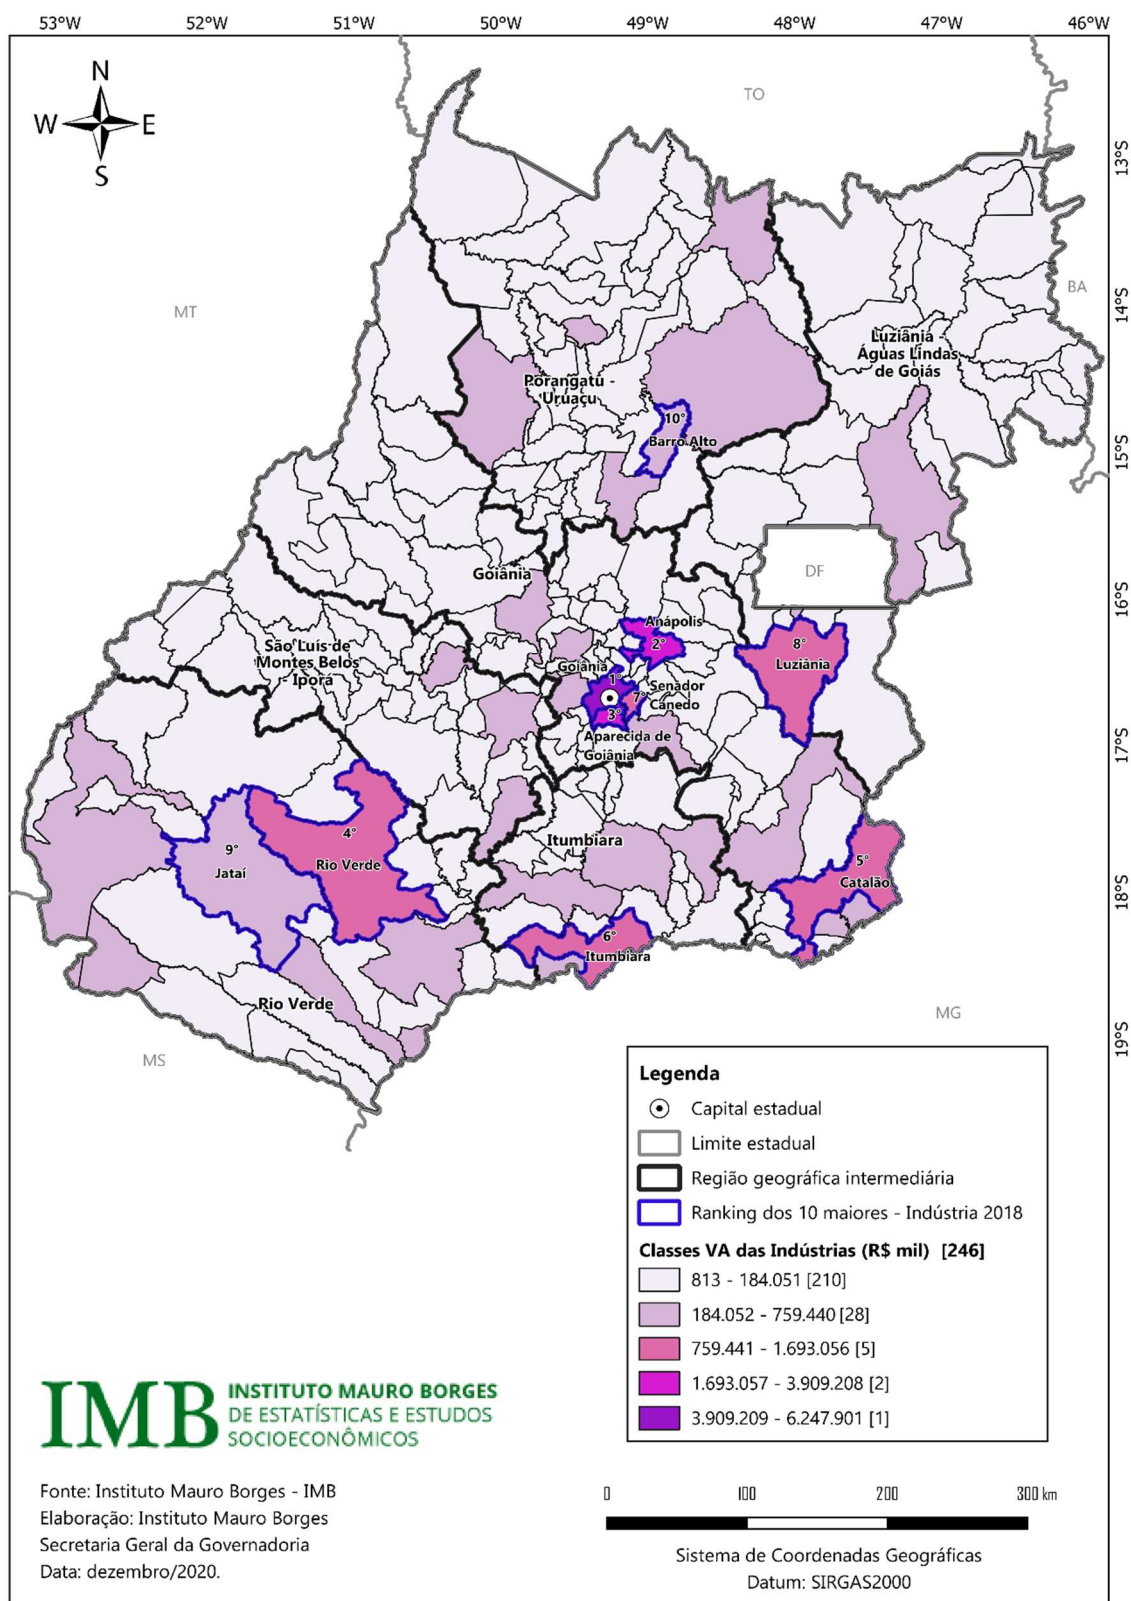 53°W 52°W 51°W 50°W 49°W 48°W 47°W 46°W
N
W E
S
TO
13°S
MT
BA
14°S
Luziânia -
Águas Lindas
de Goiás
Porangatu -
Uruaçu
10°
Barro Alto
15°S
Goiânia
DF
16°S
São Luís de
Montes Belos
Iporá
Anápolis
2°
8°
Luziânia
Goiânia
1°
Senador
Canedo
7°
3°
Aparecida de
Goiânia
17°S
4°
Rio Verde
9°
Jataí
Itumbiara
5°
Catalão
18°S
6°
Itumbiara
Rio Verde
MG
MS
19°S
Legenda
Capital estadual
Limite estadual
Região geográfica intermediária
Ranking dos 10 maiores - Indústria 2018
Classes VA das Indústrias (R$ mil) [246]
813 - 184.051 [210]
184.052 - 759.440 [28]
759.441 - 1.693.056 [5]
1.693.057 - 3.909.208 [2]
3.909.209 - 6.247.901 [1]
IMB
INSTITUTO MAURO BORGES
DE ESTATÍSTICAS E ESTUDOS
SOCIOECONÔMICOS
Fonte: Instituto Mauro Borges - IMB
Elaboração: Instituto Mauro Borges
Secretaria Geral da Governadoria
Data: dezembro/2020.
0 100 200 300 km
Sistema de Coordenadas Geográficas
Datum: SIRGAS2000